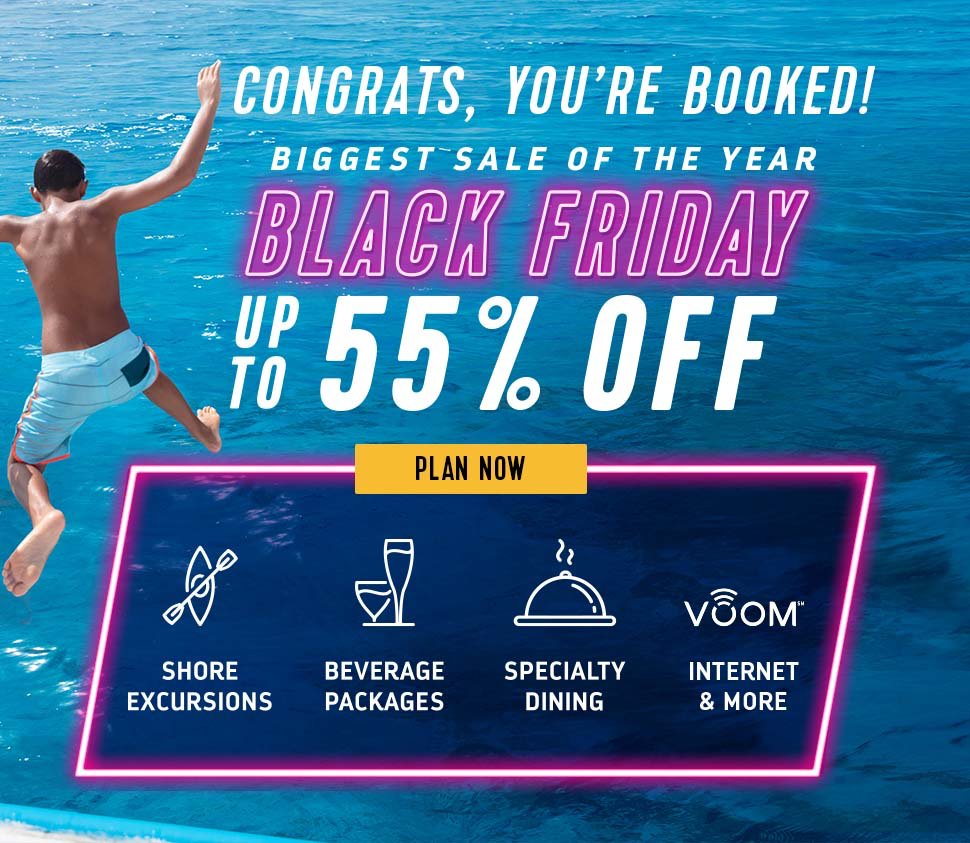 CONGRATS, YOU'RE BOOKED!
BIGGEST SALE OF THE YEAR
BLACK FRIDAY
UP TO 55% OFF
PLAN NOW
VOOM℠
SHORE EXCURSIONS
BEVERAGE PACKAGES
SPECIALTY DINING
INTERNET & MORE